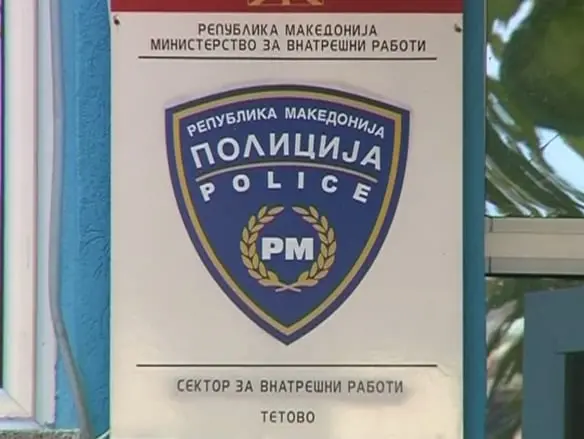 РЕПУБЛИКА МАКЕДОНИЈА
МИНИСТЕРСТВО ЗА ВНАТРЕШНИ РАБОТИ
РЕПУБЛИКА МАКЕДОНИЈА
ПОЛИЦИЈА
POLICE
РМ
СЕКТОР ЗА ВНАТРЕШНИ РАБОТИ
ТЕТОВО